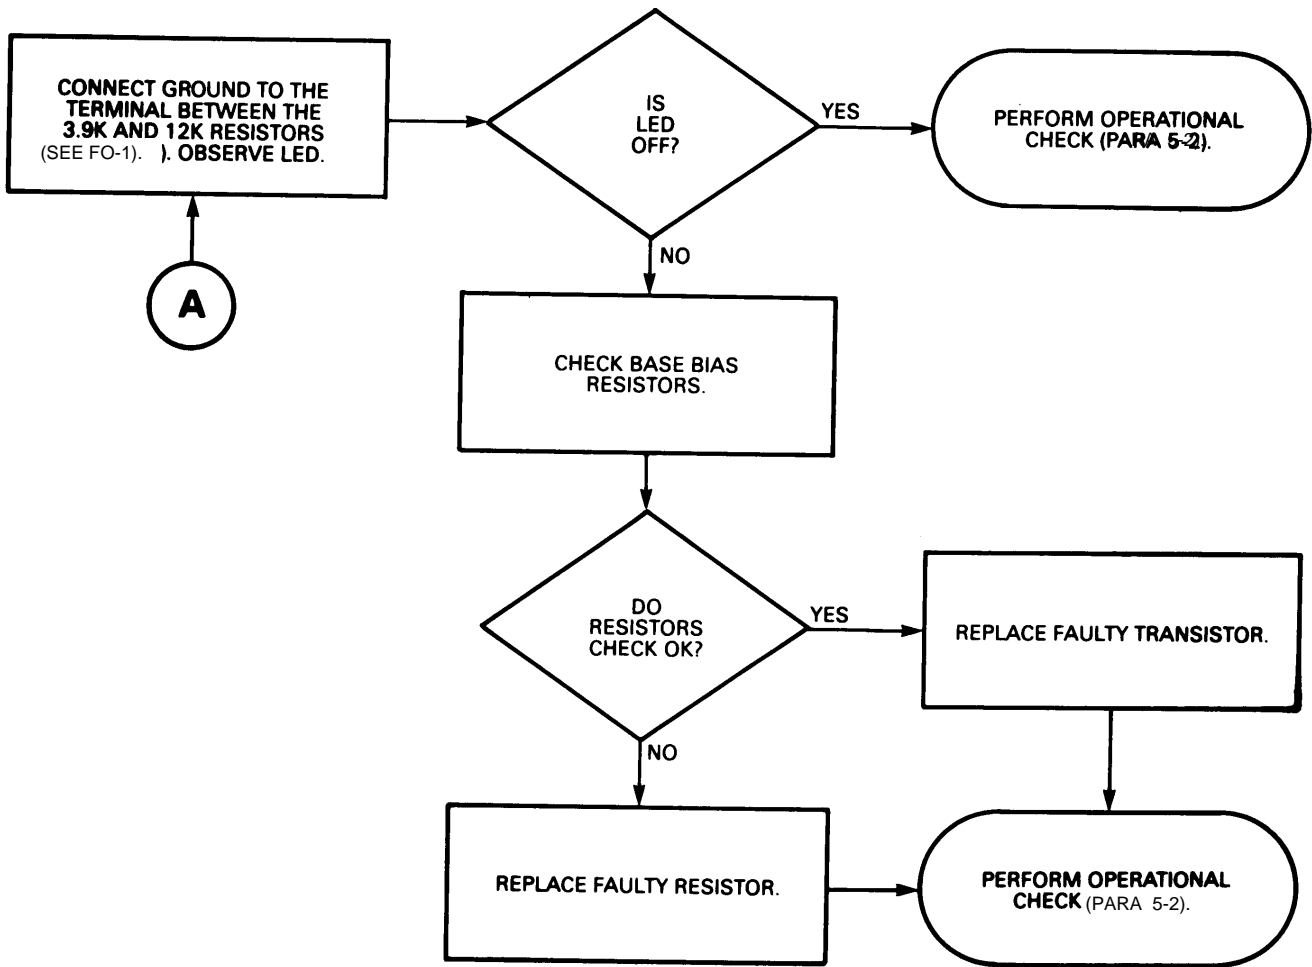 CONNECT GROUND TO THE
TERMINAL BETWEEN THE
3.9K AND 12K RESISTORS
(SEE FO-1). ). OBSERVE LED.
IS
LED
OFF?
YES
PERFORM OPERATIONAL
CHECK (PARA 5-2).
NO
A
CHECK BASE BIAS
RESISTORS.
DO
RESISTORS
CHECK OK?
YES
REPLACE FAULTY TRANSISTOR.
NO
REPLACE FAULTY RESISTOR.
PERFORM OPERATIONAL
CHECK (PARA 5-2).